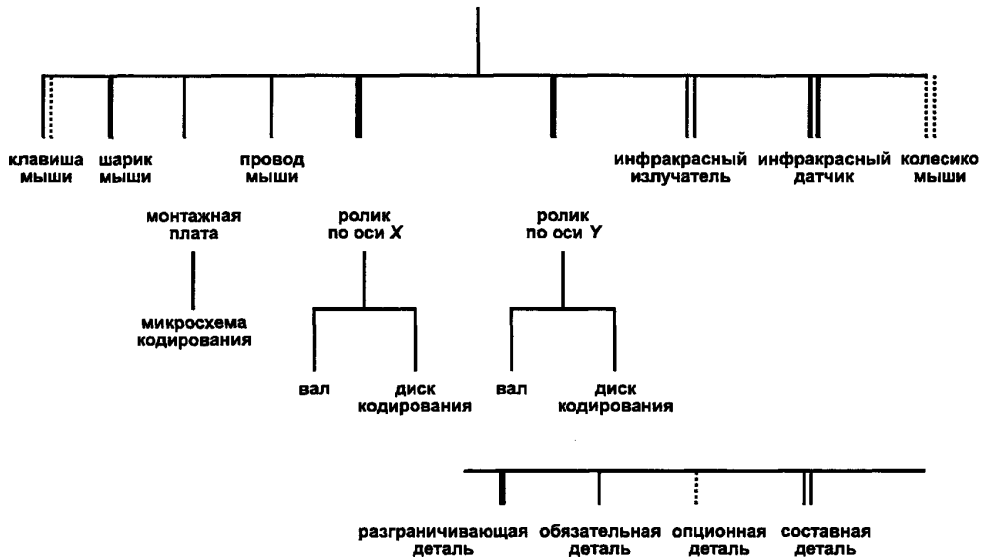 клавиша
мыши
шарик
мыши
провод
мыши
инфракрасный
излучатель
инфракрасный
датчик
колесико
мыши
монтажная
плата
ролик
по оси X
ролик
по оси Y
микросхема
кодирования
вал
диск
кодирования
вал
диск
кодирования
разграничивающая
деталь
обязательная
деталь
опционная
деталь
составная
деталь